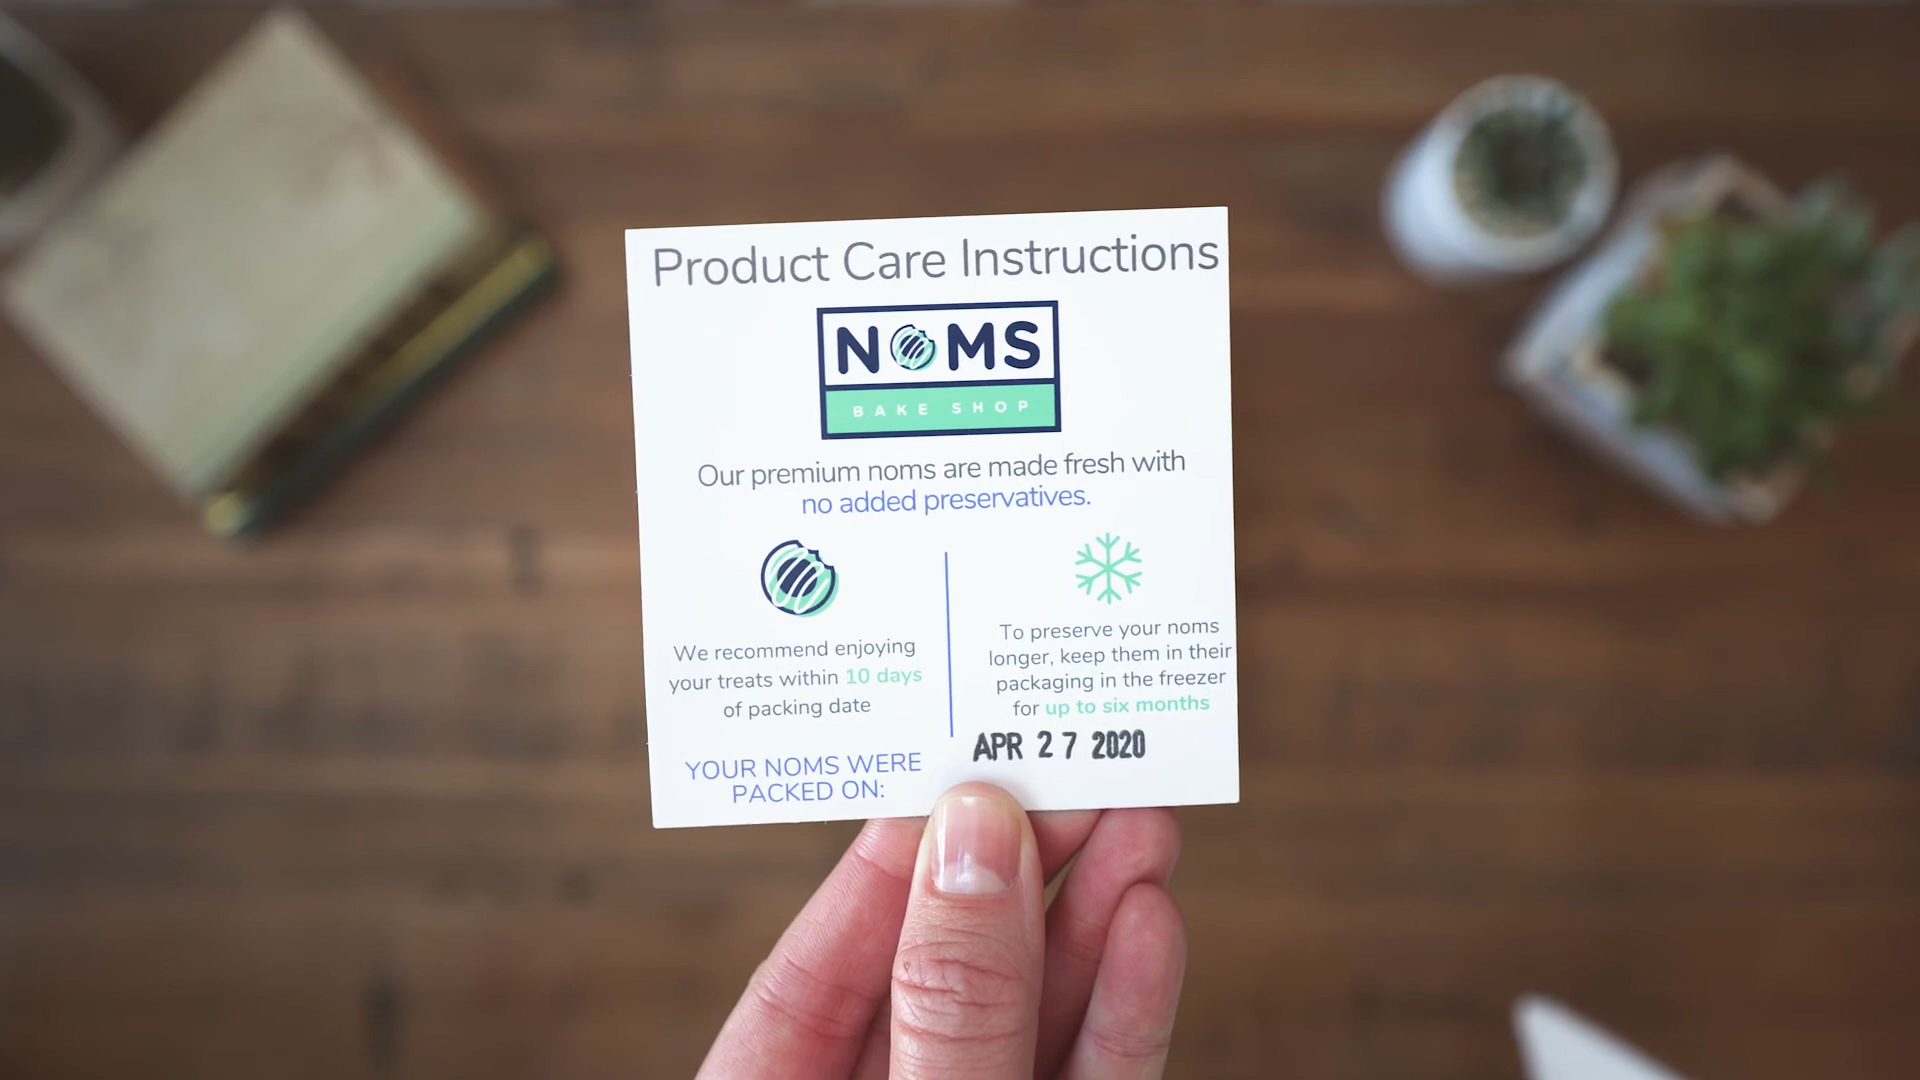 Product Care Instructions
NOMS
BAKE SHOP
Our premium noms are made fresh with
no added preservatives.
We recommend enjoying
your treats within 10 days
of packing date
To preserve your noms
longer, keep them in their
packaging in the freezer
for up to six months
YOUR NOMS WERE
PACKED ON:
APR 27 2020